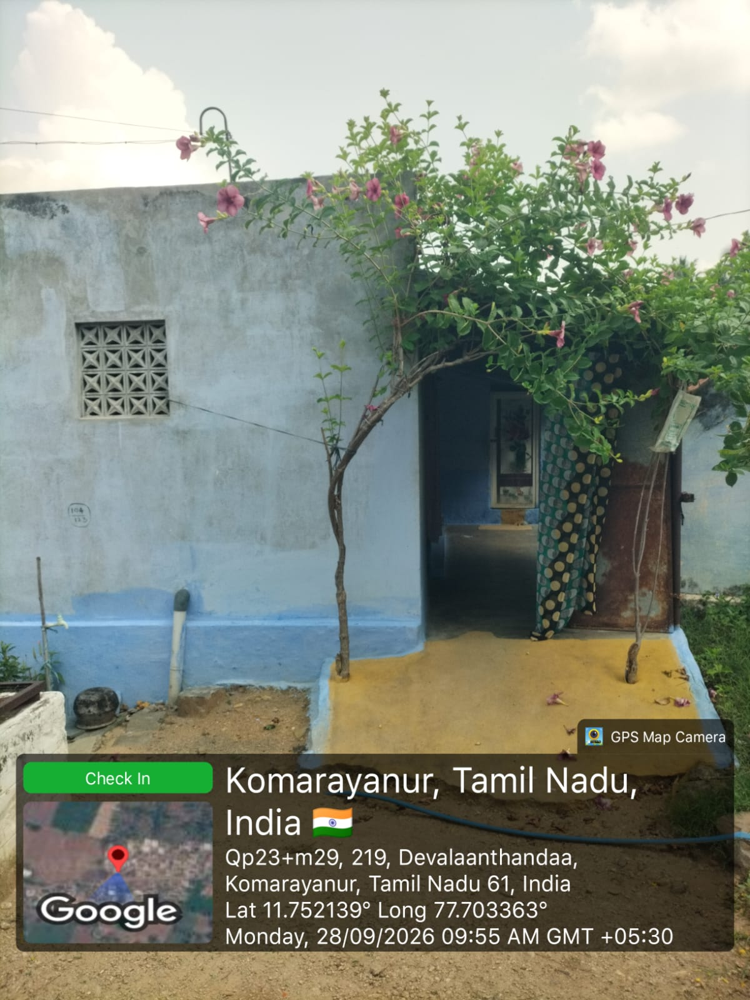 104
123
GPS Map Camera
Check In
Komarayanur, Tamil Nadu,
India 🇮🇳
Qp23+m29, 219, Devalaanthandaa,
Komarayanur, Tamil Nadu 61, India
Lat 11.752139° Long 77.703363°
Monday, 28/09/2026 09:55 AM GMT +05:30
Google